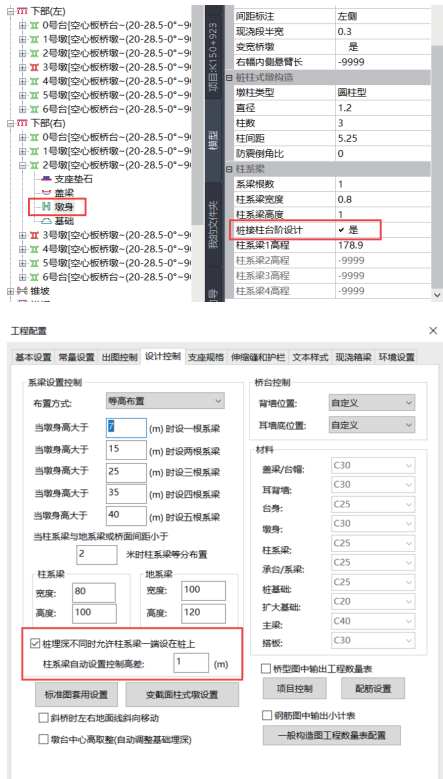 下部(左)
0号台[空心板桥台~(20-28.5-0°~9
1号墩[空心板桥墩~(20-28.5-0°~9
2号墩[空心板桥墩~(20-28.5-0°~9
3号墩[空心板桥墩~(20-28.5-0°~9
4号墩[空心板桥墩~(20-28.5-0°~9
5号墩[空心板桥墩~(20-28.5-0°~9
6号台[空心板桥台~(20-28.5-0°~9
下部(右)
0号台[空心板桥台~(20-28.5-0°~9
1号墩[空心板桥墩~(20-28.5-0°~9
2号墩[空心板桥墩~(20-28.5-0°~9
支座垫石
盖梁
墩身
基础
3号墩[空心板桥墩~(20-28.5-0°~9
4号墩[空心板桥墩~(20-28.5-0°~9
5号墩[空心板桥墩~(20-28.5-0°~9
6号台[空心板桥台~(20-28.5-0°~9
锥坡
项目:K150+923
模型
我的文件夹
间距标注 左侧
现浇段半宽 0.3
变宽桥墩 是
右幅内侧悬臂长 -9999
桩柱式墩构造
墩柱类型 圆柱型
直径 1.2
柱数 3
柱间距 5.25
防震倒角比 0
柱系梁
系梁根数 1
柱系梁宽度 0.8
柱系梁高度 1
桩接柱台阶设计 ✔ 是
柱系梁1高程 178.9
柱系梁2高程 -9999
柱系梁3高程 -9999
柱系梁4高程 -9999
工程配置 ×
基本设置 常量设置 出图控制 设计控制 支座规格 伸缩缝和护栏 文本样式 现浇箱梁 环境设置
系梁设置控制
布置方式: 等高布置
当墩身高大于 7 (m) 时设一根系梁
当墩身高大于 15 (m) 时设两根系梁
当墩身高大于 25 (m) 时设三根系梁
当墩身高大于 35 (m) 时设四根系梁
当墩身高大于 40 (m) 时设五根系梁
当柱系梁与地系梁或桥面间距小于
2 米时柱系梁等分布置
柱系梁 地系梁
宽度: 80 宽度: 100
高度: 100 高度: 120
桩埋深不同时允许柱系梁一端设在桩上
柱系梁自动设置控制高差: 1 (m)
标准图套用设置 变截面柱式墩设置
斜桥时左右地面线斜向移动
墩台中心高取整(自动调整基础埋深)
桥台控制
背墙位置: 自定义
耳墙底位置: 自定义
材料
盖梁/台帽: C30
耳背墙: C30
台身: C25
墩身: C30
柱系梁: C25
承台/系梁: C25
桩基础: C25
扩大基础: C20
主梁: C40
搭板: C30
桥型图中输出工程数量表
项目控制 配筋设置
钢筋图中输出小计表
一般构造图工程数量表配置